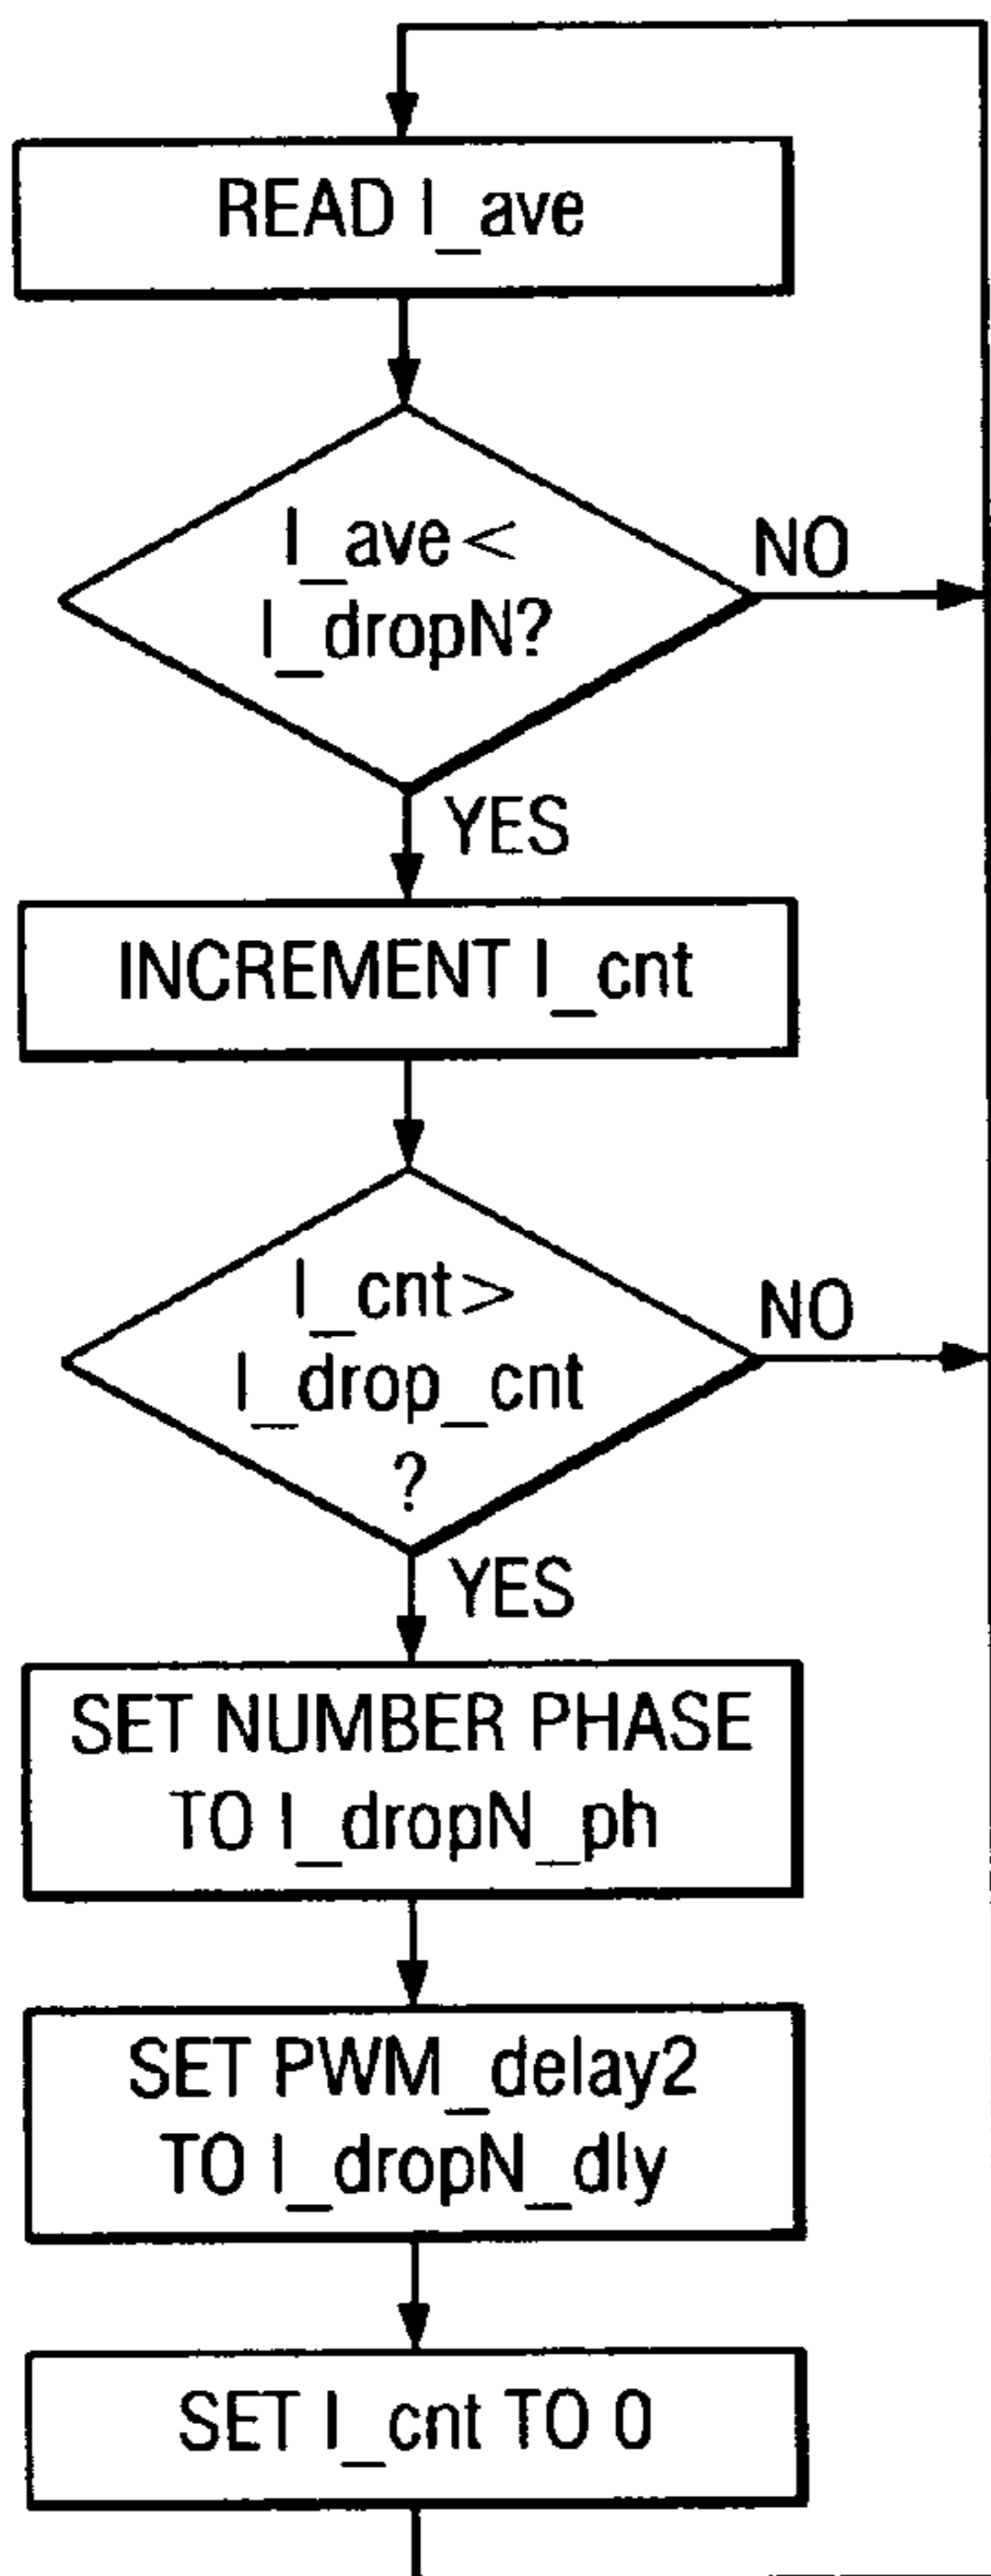 READ I_ave
I_ave <
I_dropN?
NO
YES
INCREMENT I_cnt
I_cnt >
I_drop_cnt
?
NO
YES
SET NUMBER PHASE
TO I_dropN_ph
SET PWM_delay2
TO I_dropN_dly
SET I_cnt TO 0